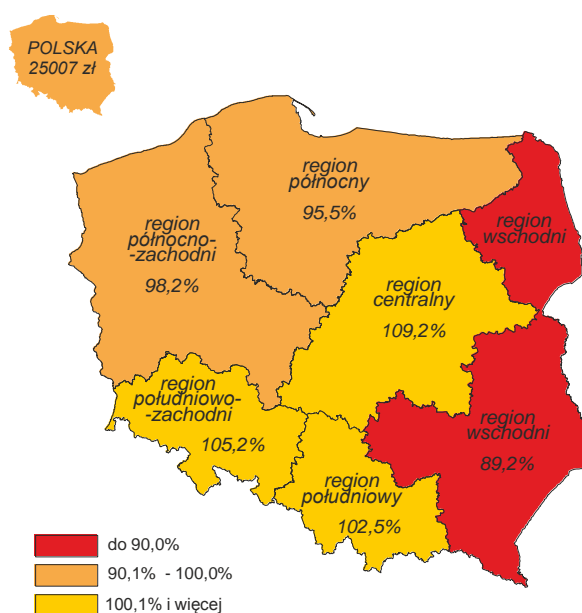 POLSKA
25007 zł
region
północny
95,5%
region
wschodni
region
północno-
-zachodni
98,2%
region
centralny
109,2%
region
południowo-
-zachodni
105,2%
region
wschodni
89,2%
region
południowy
102,5%
do 90,0%
90,1% - 100,0%
100,1% i więcej